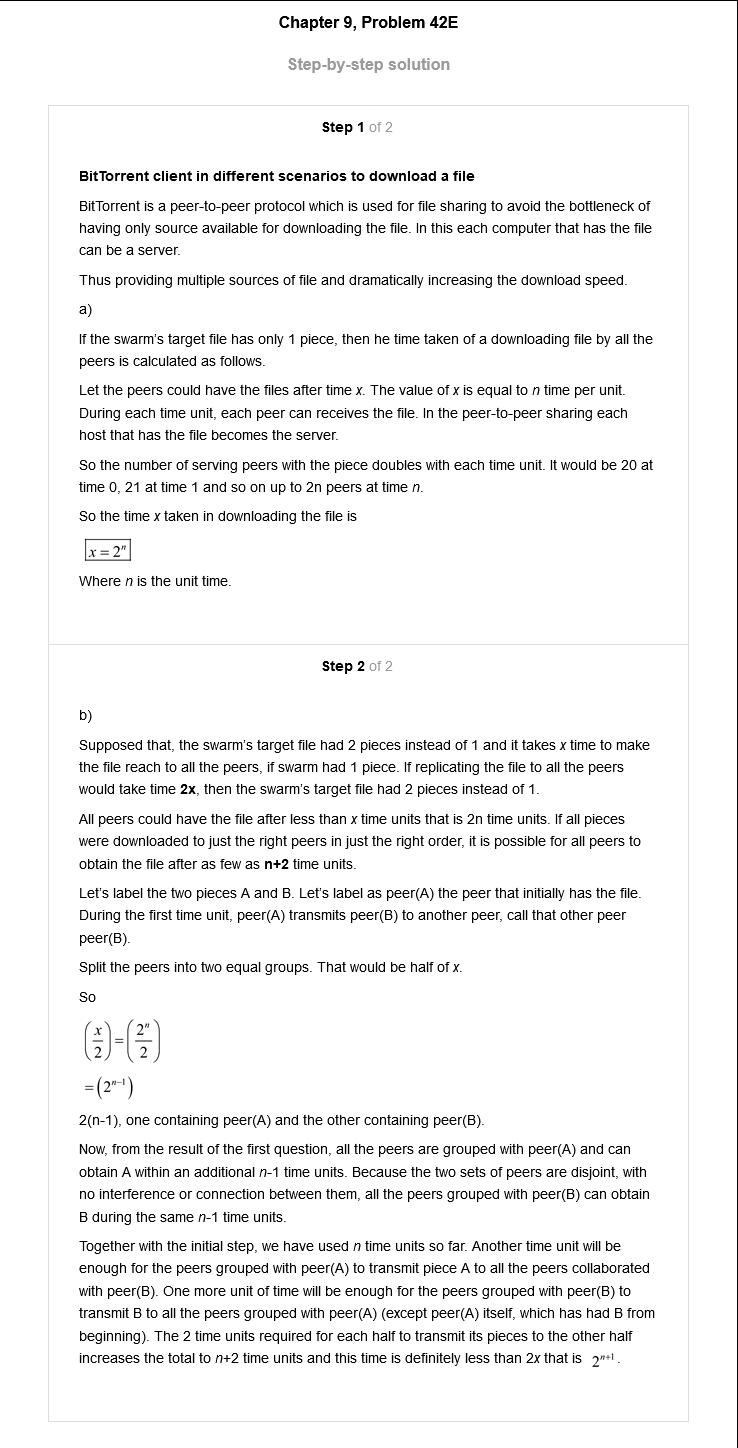 Chapter 9, Problem 42E
Step-by-step solution
Step 1 of 2
BitTorrent client in different scenarios to download a file
BitTorrent is a peer-to-peer protocol which is used for file sharing to avoid the bottleneck of
having only source available for downloading the file. In this each computer that has the file
can be a server.
Thus providing multiple sources of file and dramatically increasing the download speed.
a)
If the swarm's target file has only 1 piece, then he time taken of a downloading file by all the
peers is calculated as follows.
Let the peers could have the files after time x. The value of x is equal to n time per unit.
During each time unit, each peer can receives the file. In the peer-to-peer sharing each
host that has the file becomes the server.
So the number of serving peers with the piece doubles with each time unit. It would be 20 at
time 0, 21 at time 1 and so on up to 2n peers at time n.
So the time x taken in downloading the file is
x = 2ⁿ
Where n is the unit time.
Step 2 of 2
b)
Supposed that, the swarm's target file had 2 pieces instead of 1 and it takes x time to make
the file reach to all the peers, if swarm had 1 piece. If replicating the file to all the peers
would take time 2x, then the swarm's target file had 2 pieces instead of 1.
All peers could have the file after less than x time units that is 2n time units. If all pieces
were downloaded to just the right peers in just the right order, it is possible for all peers to
obtain the file after as few as n+2 time units.
Let's label the two pieces A and B. Let's label as peer(A) the peer that initially has the file.
During the first time unit, peer(A) transmits peer(B) to another peer, call that other peer
peer(B).
Split the peers into two equal groups. That would be half of x.
So
(x/2) = (2ⁿ/2)
= (2ⁿ⁻¹)
2(n-1), one containing peer(A) and the other containing peer(B).
Now, from the result of the first question, all the peers are grouped with peer(A) and can
obtain A within an additional n-1 time units. Because the two sets of peers are disjoint, with
no interference or connection between them, all the peers grouped with peer(B) can obtain
B during the same n-1 time units.
Together with the initial step, we have used n time units so far. Another time unit will be
enough for the peers grouped with peer(A) to transmit piece A to all the peers collaborated
with peer(B). One more unit of time will be enough for the peers grouped with peer(B) to
transmit B to all the peers grouped with peer(A) (except peer(A) itself, which has had B from
beginning). The 2 time units required for each half to transmit its pieces to the other half
increases the total to n+2 time units and this time is definitely less than 2x that is 2ⁿ⁺¹.